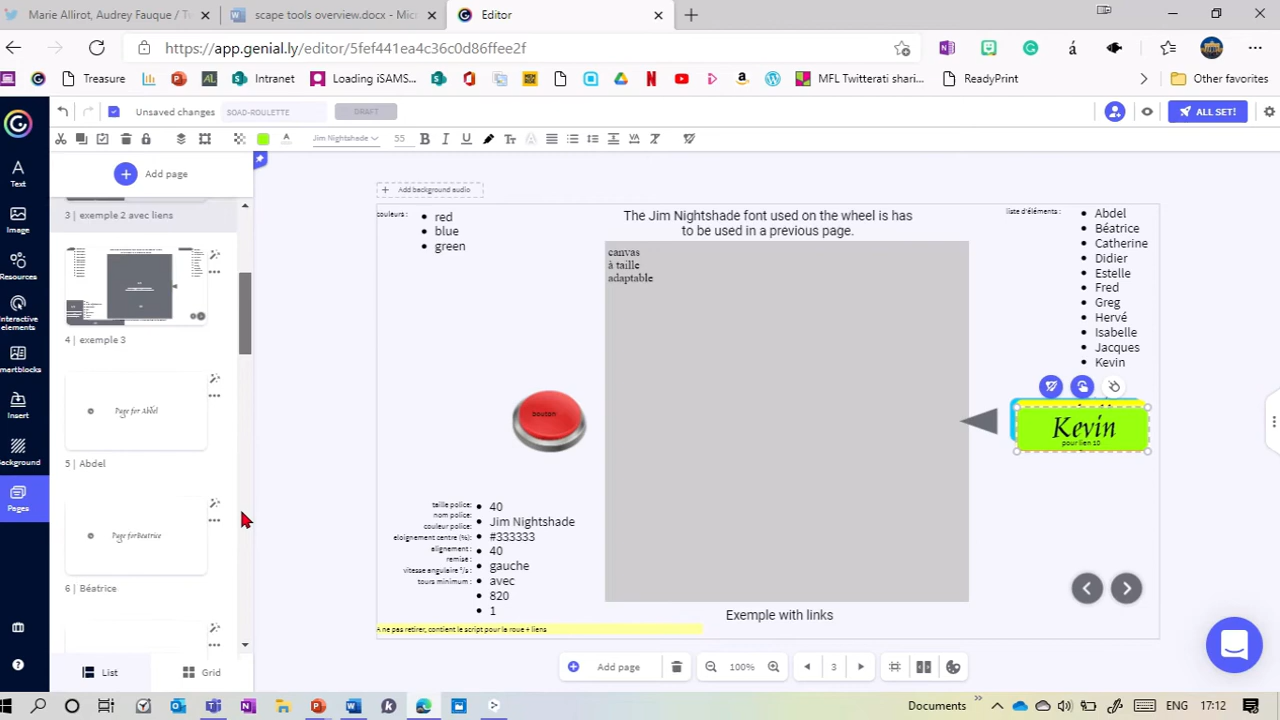 Marie Allirot, Audrey Fauque / Tw
scape tools overview.docx - Micr
Editor
https://app.genial.ly/editor/5fef441ea4c36c0d86ffee2f
Treasure
Intranet
Loading iSAMS...
MFL Twitterati shari...
ReadyPrint
Other favorites
Unsaved changes
SOAD-ROULETTE
DRAFT
ALL SET!
Jim Nightshade
55
Text
Image
Resources
Interactive
elements
martblocks
Insert
Background
Pages
Add page
3 | exemple 2 avec liens
4 | exemple 3
Page for Abdel
5 | Abdel
Page forBéatrice
6 | Béatrice
List
Grid
Add background audio
couleurs :
red
blue
green
The Jim Nightshade font used on the wheel is has
to be used in a previous page.
canvas
à taille
adaptable
bouton
liste d'éléments :
Abdel
Béatrice
Catherine
Didier
Estelle
Fred
Greg
Hervé
Isabelle
Jacques
Kevin
Kevin
pour lien 10
taille police:
nom police:
couleur police:
eloignement centre (%):
alignement :
remise :
vitesse angulaire °/s :
tours minimum :
40
Jim Nightshade
#333333
40
gauche
avec
820
1
A ne pas retirer, contient le script pour la roue + liens
Exemple with links
Add page
100%
3
Documents
17:12